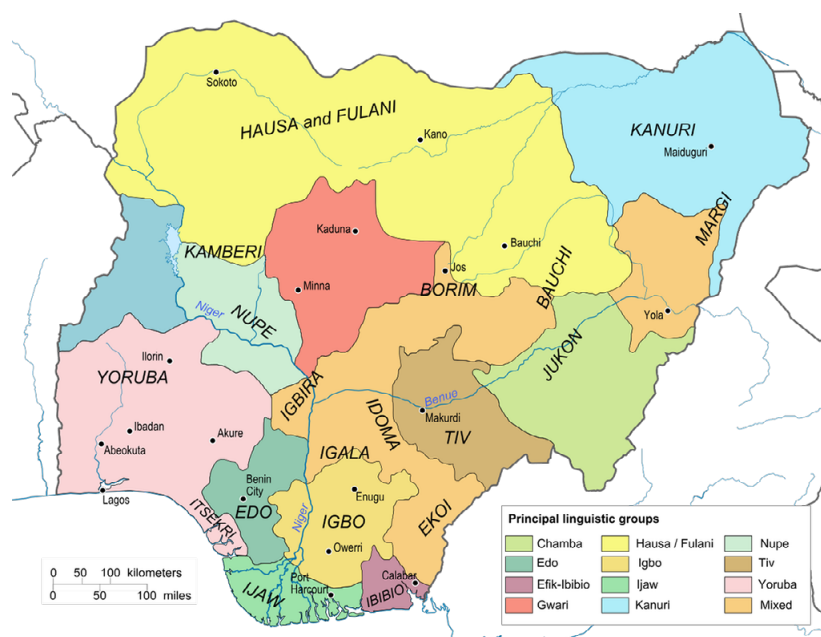 Sokoto
HAUSA and FULANI
Kano
KANURI
Maiduguri
MARGI
Kaduna
KAMBERI
Bauchi
Jos
BORIM
BAUCHI
Minna
Niger
NUPE
Yola
Ilorin
YORUBA
JUKON
IGBIRA
Benue
Makurdi
IDOMA
TIV
Ibadan
Akure
Abeokuta
IGALA
Lagos
Benin
City
EDO
Enugu
ITSEKRI
Niger
IGBO
EKOI
Owerri
Port
Harcourt
IJAW
Calabar
IBIBIO
0 50 100 kilometers
0 50 100 miles
Principal linguistic groups
Chamba
Edo
Efik-Ibibio
Gwari
Hausa / Fulani
Igbo
Ijaw
Kanuri
Nupe
Tiv
Yoruba
Mixed